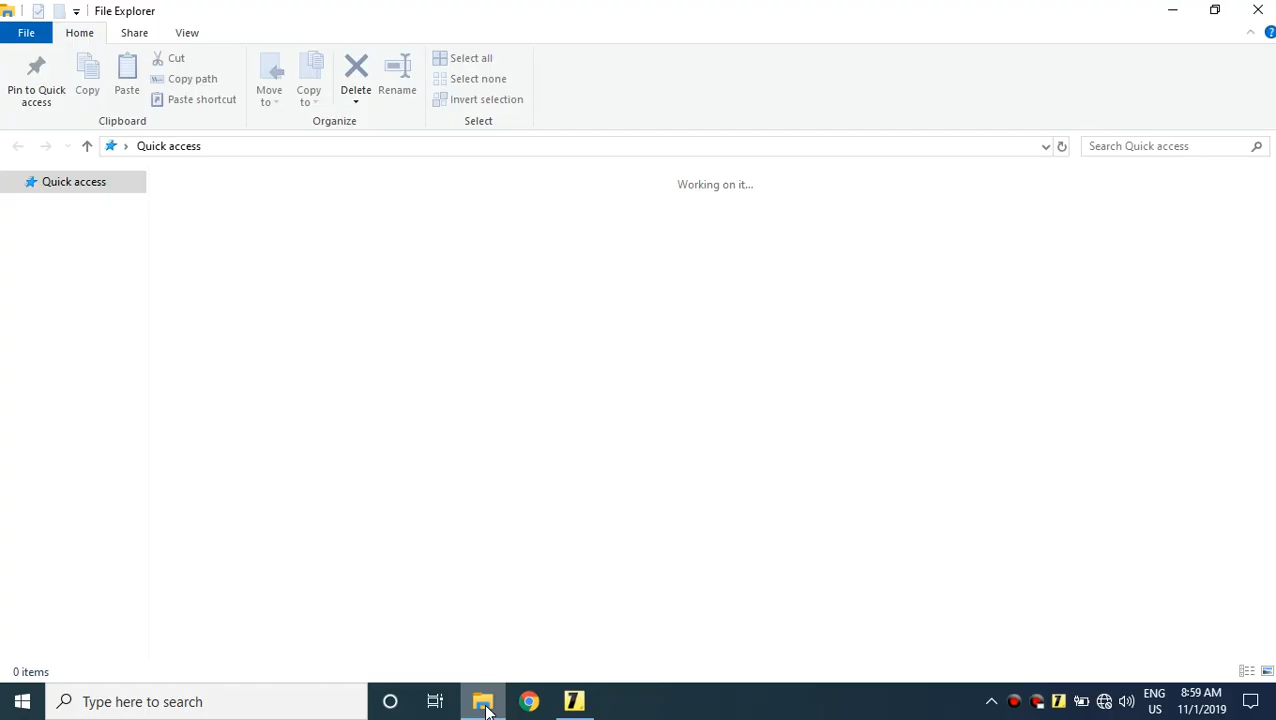 File Explorer
File Home Share View
Pin to Quick access
Copy
Paste
Cut
Copy path
Paste shortcut
Clipboard
Move to
Copy to
Delete
Rename
Organize
Select all
Select none
Invert selection
Select
Quick access
Search Quick access
Quick access
Working on it...
0 items
Type here to search
ENG
US
8:59 AM
11/1/2019